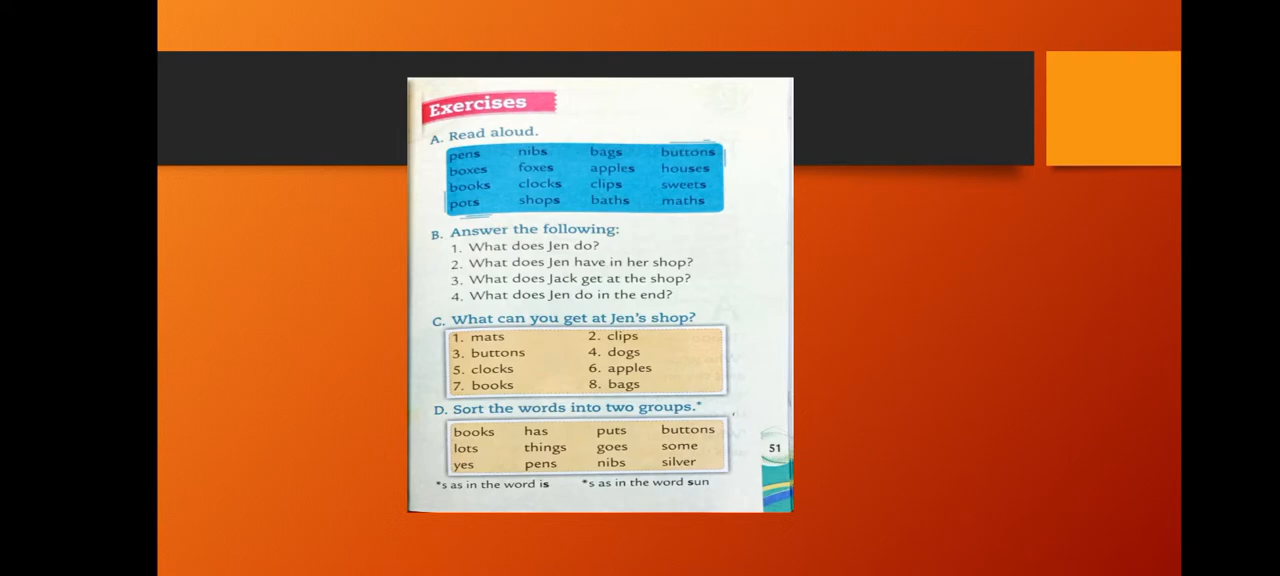 Exercises
A. Read aloud.
pens nibs bags buttons
boxes foxes apples houses
books clocks clips sweets
pots shops baths maths
B. Answer the following:
1. What does Jen do?
2. What does Jen have in her shop?
3. What does Jack get at the shop?
4. What does Jen do in the end?
C. What can you get at Jen's shop?
1. mats 2. clips
3. buttons 4. dogs
5. clocks 6. apples
7. books 8. bags
D. Sort the words into two groups.*
books has puts buttons
lots things goes some
yes pens nibs silver
*s as in the word is *s as in the word sun
51